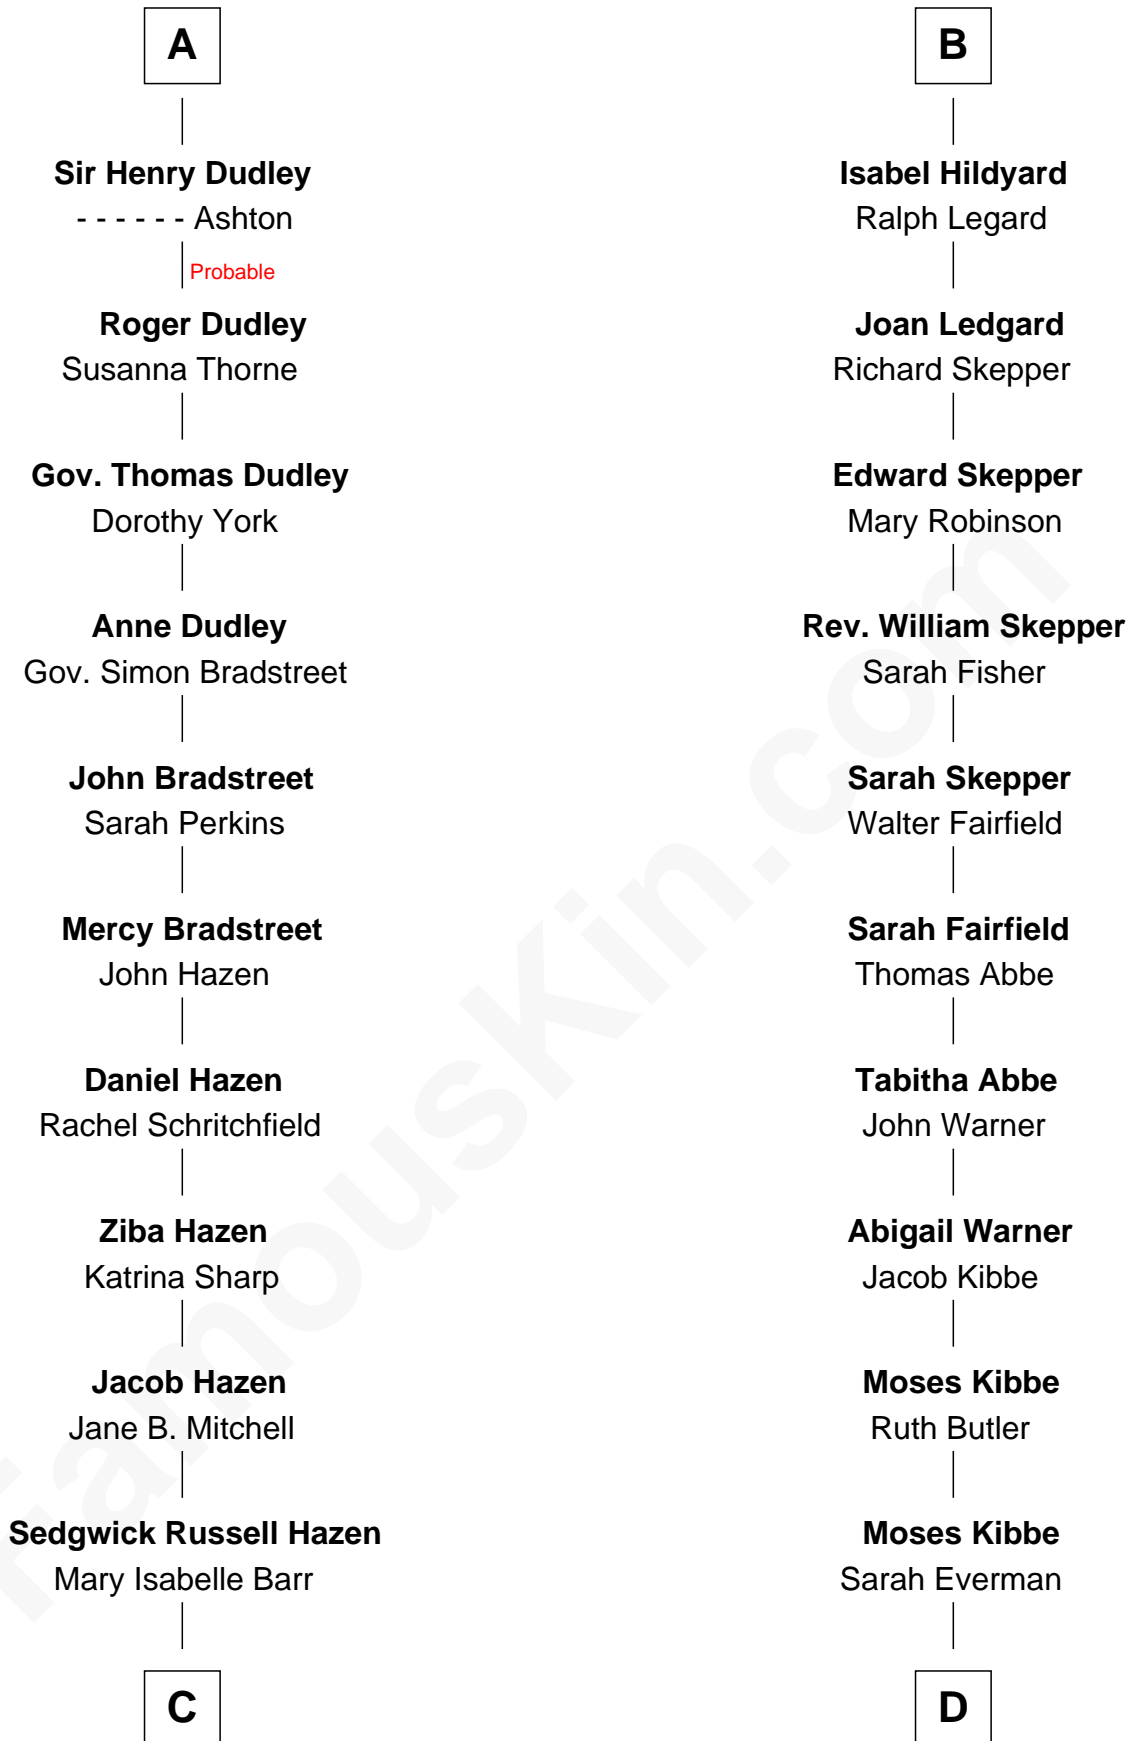 A
Sir Henry Dudley
- - - - - - Ashton
Probable
Roger Dudley
Susanna Thorne
Gov. Thomas Dudley
Dorothy York
Anne Dudley
Gov. Simon Bradstreet
John Bradstreet
Sarah Perkins
Mercy Bradstreet
John Hazen
Daniel Hazen
Rachel Schritchfield
Ziba Hazen
Katrina Sharp
Jacob Hazen
Jane B. Mitchell
Sedgwick Russell Hazen
Mary Isabelle Barr
C
B
Isabel Hildyard
Ralph Legard
Joan Ledgard
Richard Skepper
Edward Skepper
Mary Robinson
Rev. William Skepper
Sarah Fisher
Sarah Skepper
Walter Fairfield
Sarah Fairfield
Thomas Abbe
Tabitha Abbe
John Warner
Abigail Warner
Jacob Kibbe
Moses Kibbe
Ruth Butler
Moses Kibbe
Sarah Everman
D
FamousKin.com